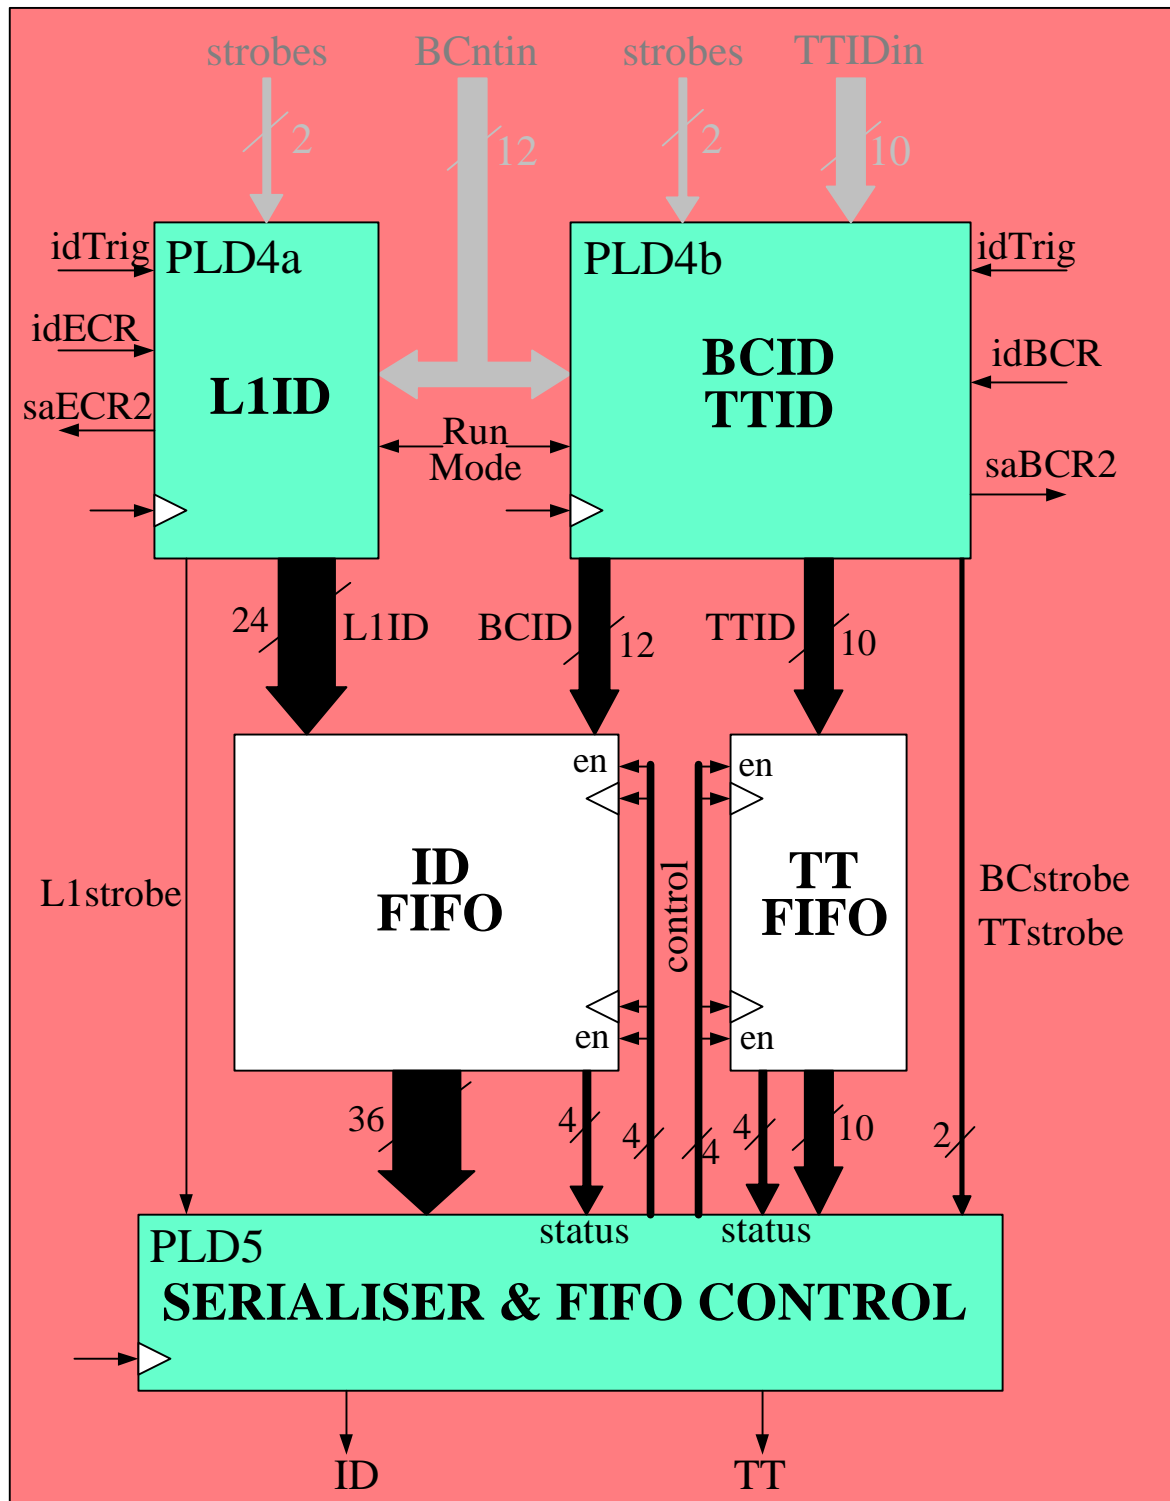 strobes BCntin strobes TTIDin
2 12 2 10
idTrig PLD4a PLD4b idTrig
idECR BCID idBCR
saECR2 L1ID TTID
Run
Mode saBCR2
24 L1ID BCID 12 TTID 10
en en
L1strobe ID
FIFO control TT
FIFO BCstrobe
TTstrobe
en en
36 4 4 4 4 10 2
status status
PLD5
SERIALISER & FIFO CONTROL
ID TT